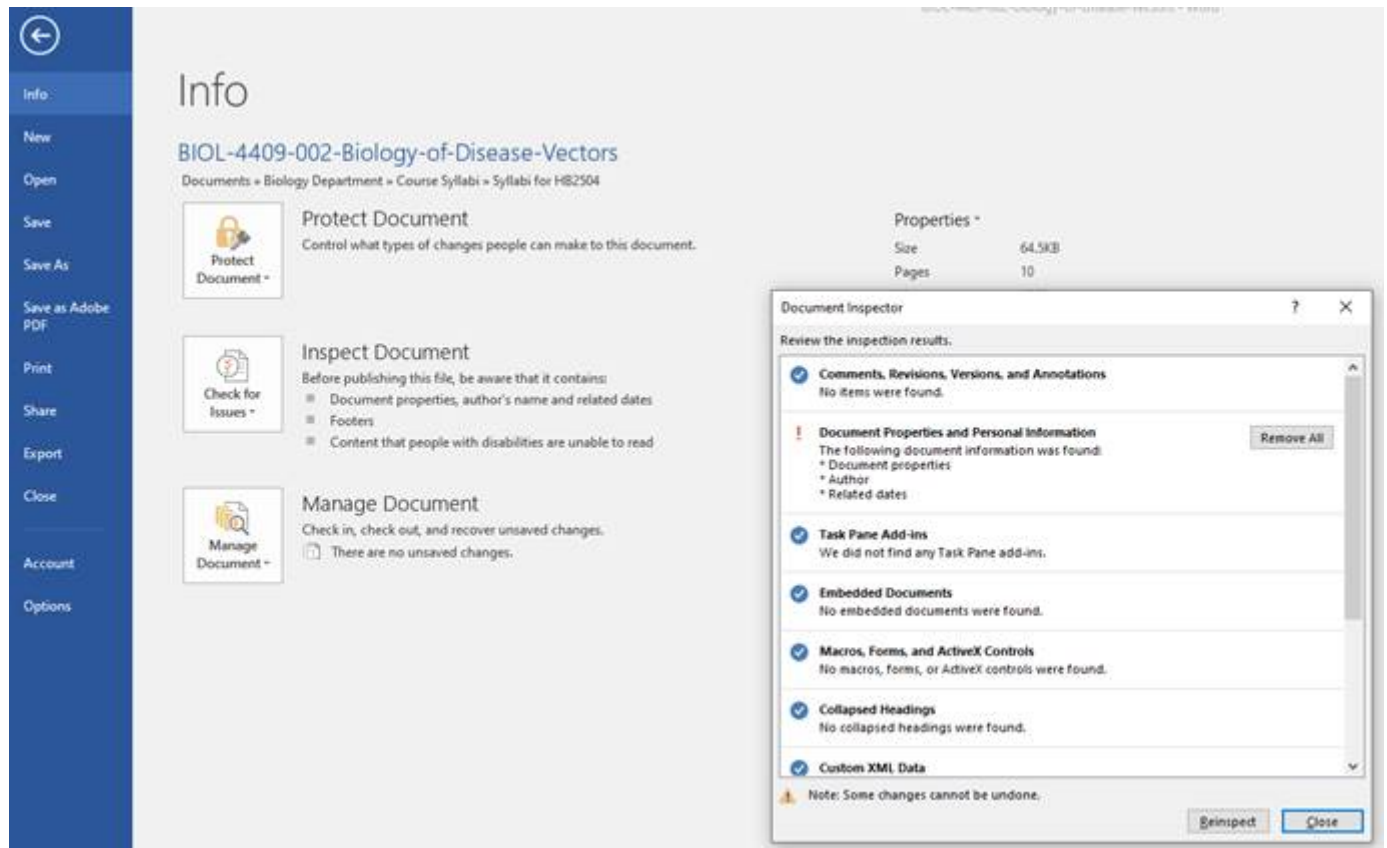 Info
New
Open
Save
Save As
Save as Adobe
PDF
Print
Share
Export
Close
Account
Options
Info
BIOL-4409-002-Biology-of-Disease-Vectors
Documents » Biology Department » Course Syllabi » Syllabi for HB2504
Protect
Document
Protect Document
Control what types of changes people can make to this document.
Check for
Issues
Inspect Document
Before publishing this file, be aware that it contains:
Document properties, author's name and related dates
Footers
Content that people with disabilities are unable to read
Manage
Document
Manage Document
Check in, check out, and recover unsaved changes.
There are no unsaved changes.
Properties
Size 64.5KB
Pages 10
Document Inspector ? X
Review the inspection results.
Comments, Revisions, Versions, and Annotations
No items were found.
! Document Properties and Personal Information
The following document information was found:
* Document properties
* Author
* Related dates
Remove All
Task Pane Add-ins
We did not find any Task Pane add-ins.
Embedded Documents
No embedded documents were found.
Macros, Forms, and ActiveX Controls
No macros, forms, or ActiveX controls were found.
Collapsed Headings
No collapsed headings were found.
Custom XML Data
Note: Some changes cannot be undone.
Reinspect Close